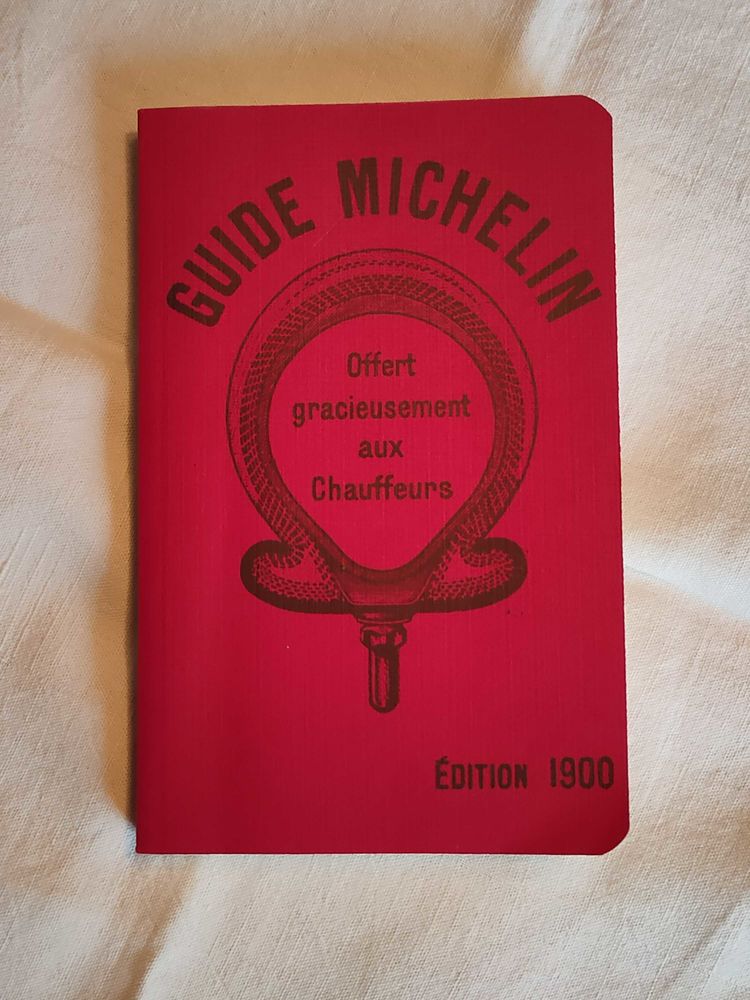 GUIDE MICHELIN
Offert
gracieusement
aux
Chauffeurs
ÉDITION 1900